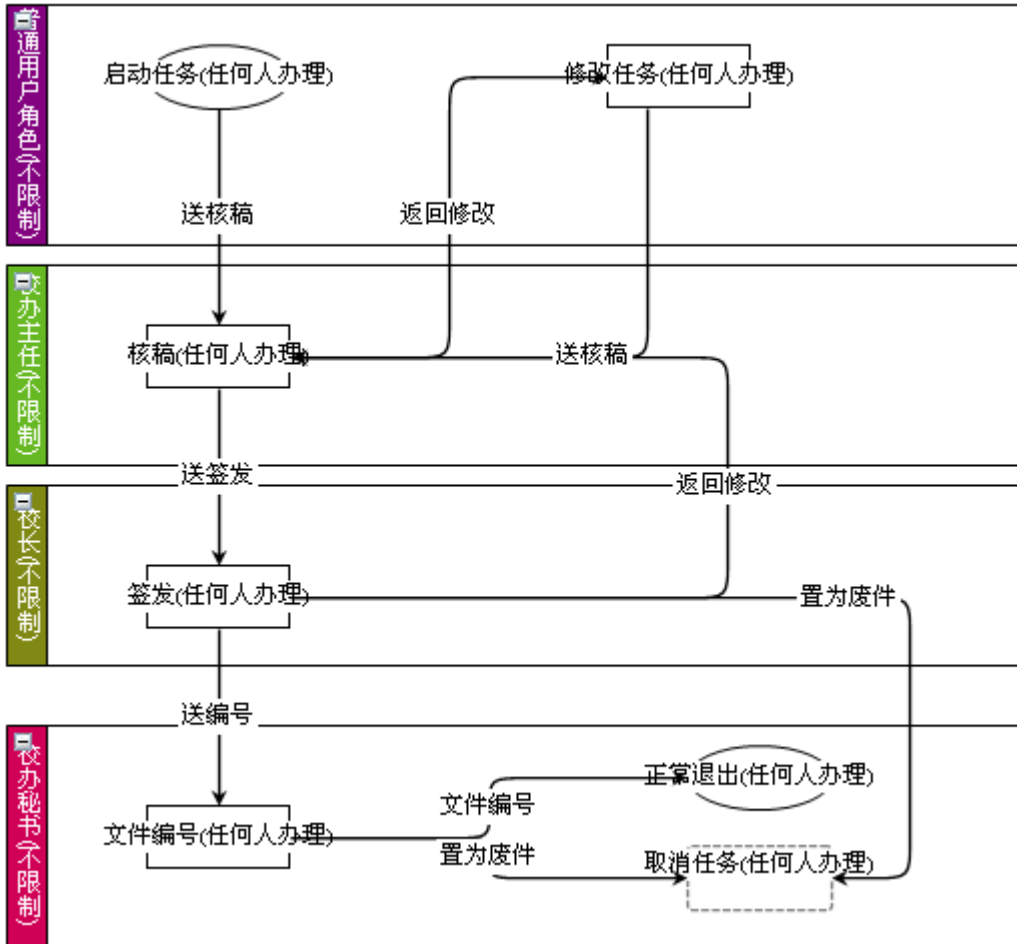 普通用户角色(不限制)
启动任务(任何人办理)
修改任务(任何人办理)
送核稿
返回修改
校办主任(不限制)
核稿(任何人办理)
送核稿
送签发
返回修改
校长(不限制)
签发(任何人办理)
置为废件
送编号
校办秘书(不限制)
正常退出(任何人办理)
文件编号
文件编号(任何人办理)
置为废件
取消任务(任何人办理)